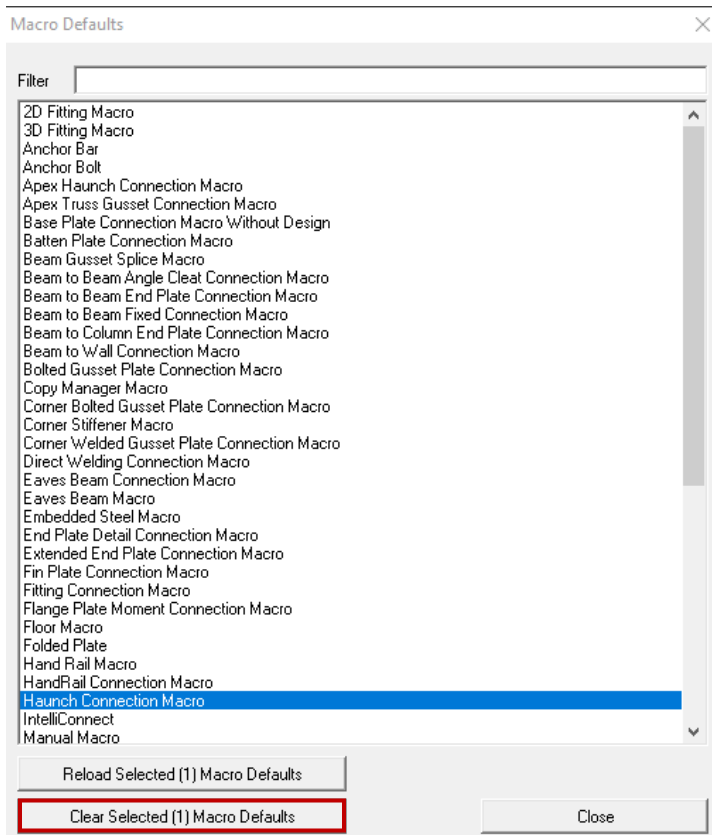 Macro Defaults
Filter
2D Fitting Macro
3D Fitting Macro
Anchor Bar
Anchor Bolt
Apex Haunch Connection Macro
Apex Truss Gusset Connection Macro
Base Plate Connection Macro Without Design
Batten Plate Connection Macro
Beam Gusset Splice Macro
Beam to Beam Angle Cleat Connection Macro
Beam to Beam End Plate Connection Macro
Beam to Beam Fixed Connection Macro
Beam to Column End Plate Connection Macro
Beam to Wall Connection Macro
Bolted Gusset Plate Connection Macro
Copy Manager Macro
Corner Bolted Gusset Plate Connection Macro
Corner Stiffener Macro
Corner Welded Gusset Plate Connection Macro
Direct Welding Connection Macro
Eaves Beam Connection Macro
Eaves Beam Macro
Embedded Steel Macro
End Plate Detail Connection Macro
Extended End Plate Connection Macro
Fin Plate Connection Macro
Fitting Connection Macro
Flange Plate Moment Connection Macro
Floor Macro
Folded Plate
Hand Rail Macro
HandRail Connection Macro
Haunch Connection Macro
IntelliConnect
Manual Macro
Reload Selected (1) Macro Defaults
Clear Selected (1) Macro Defaults
Close